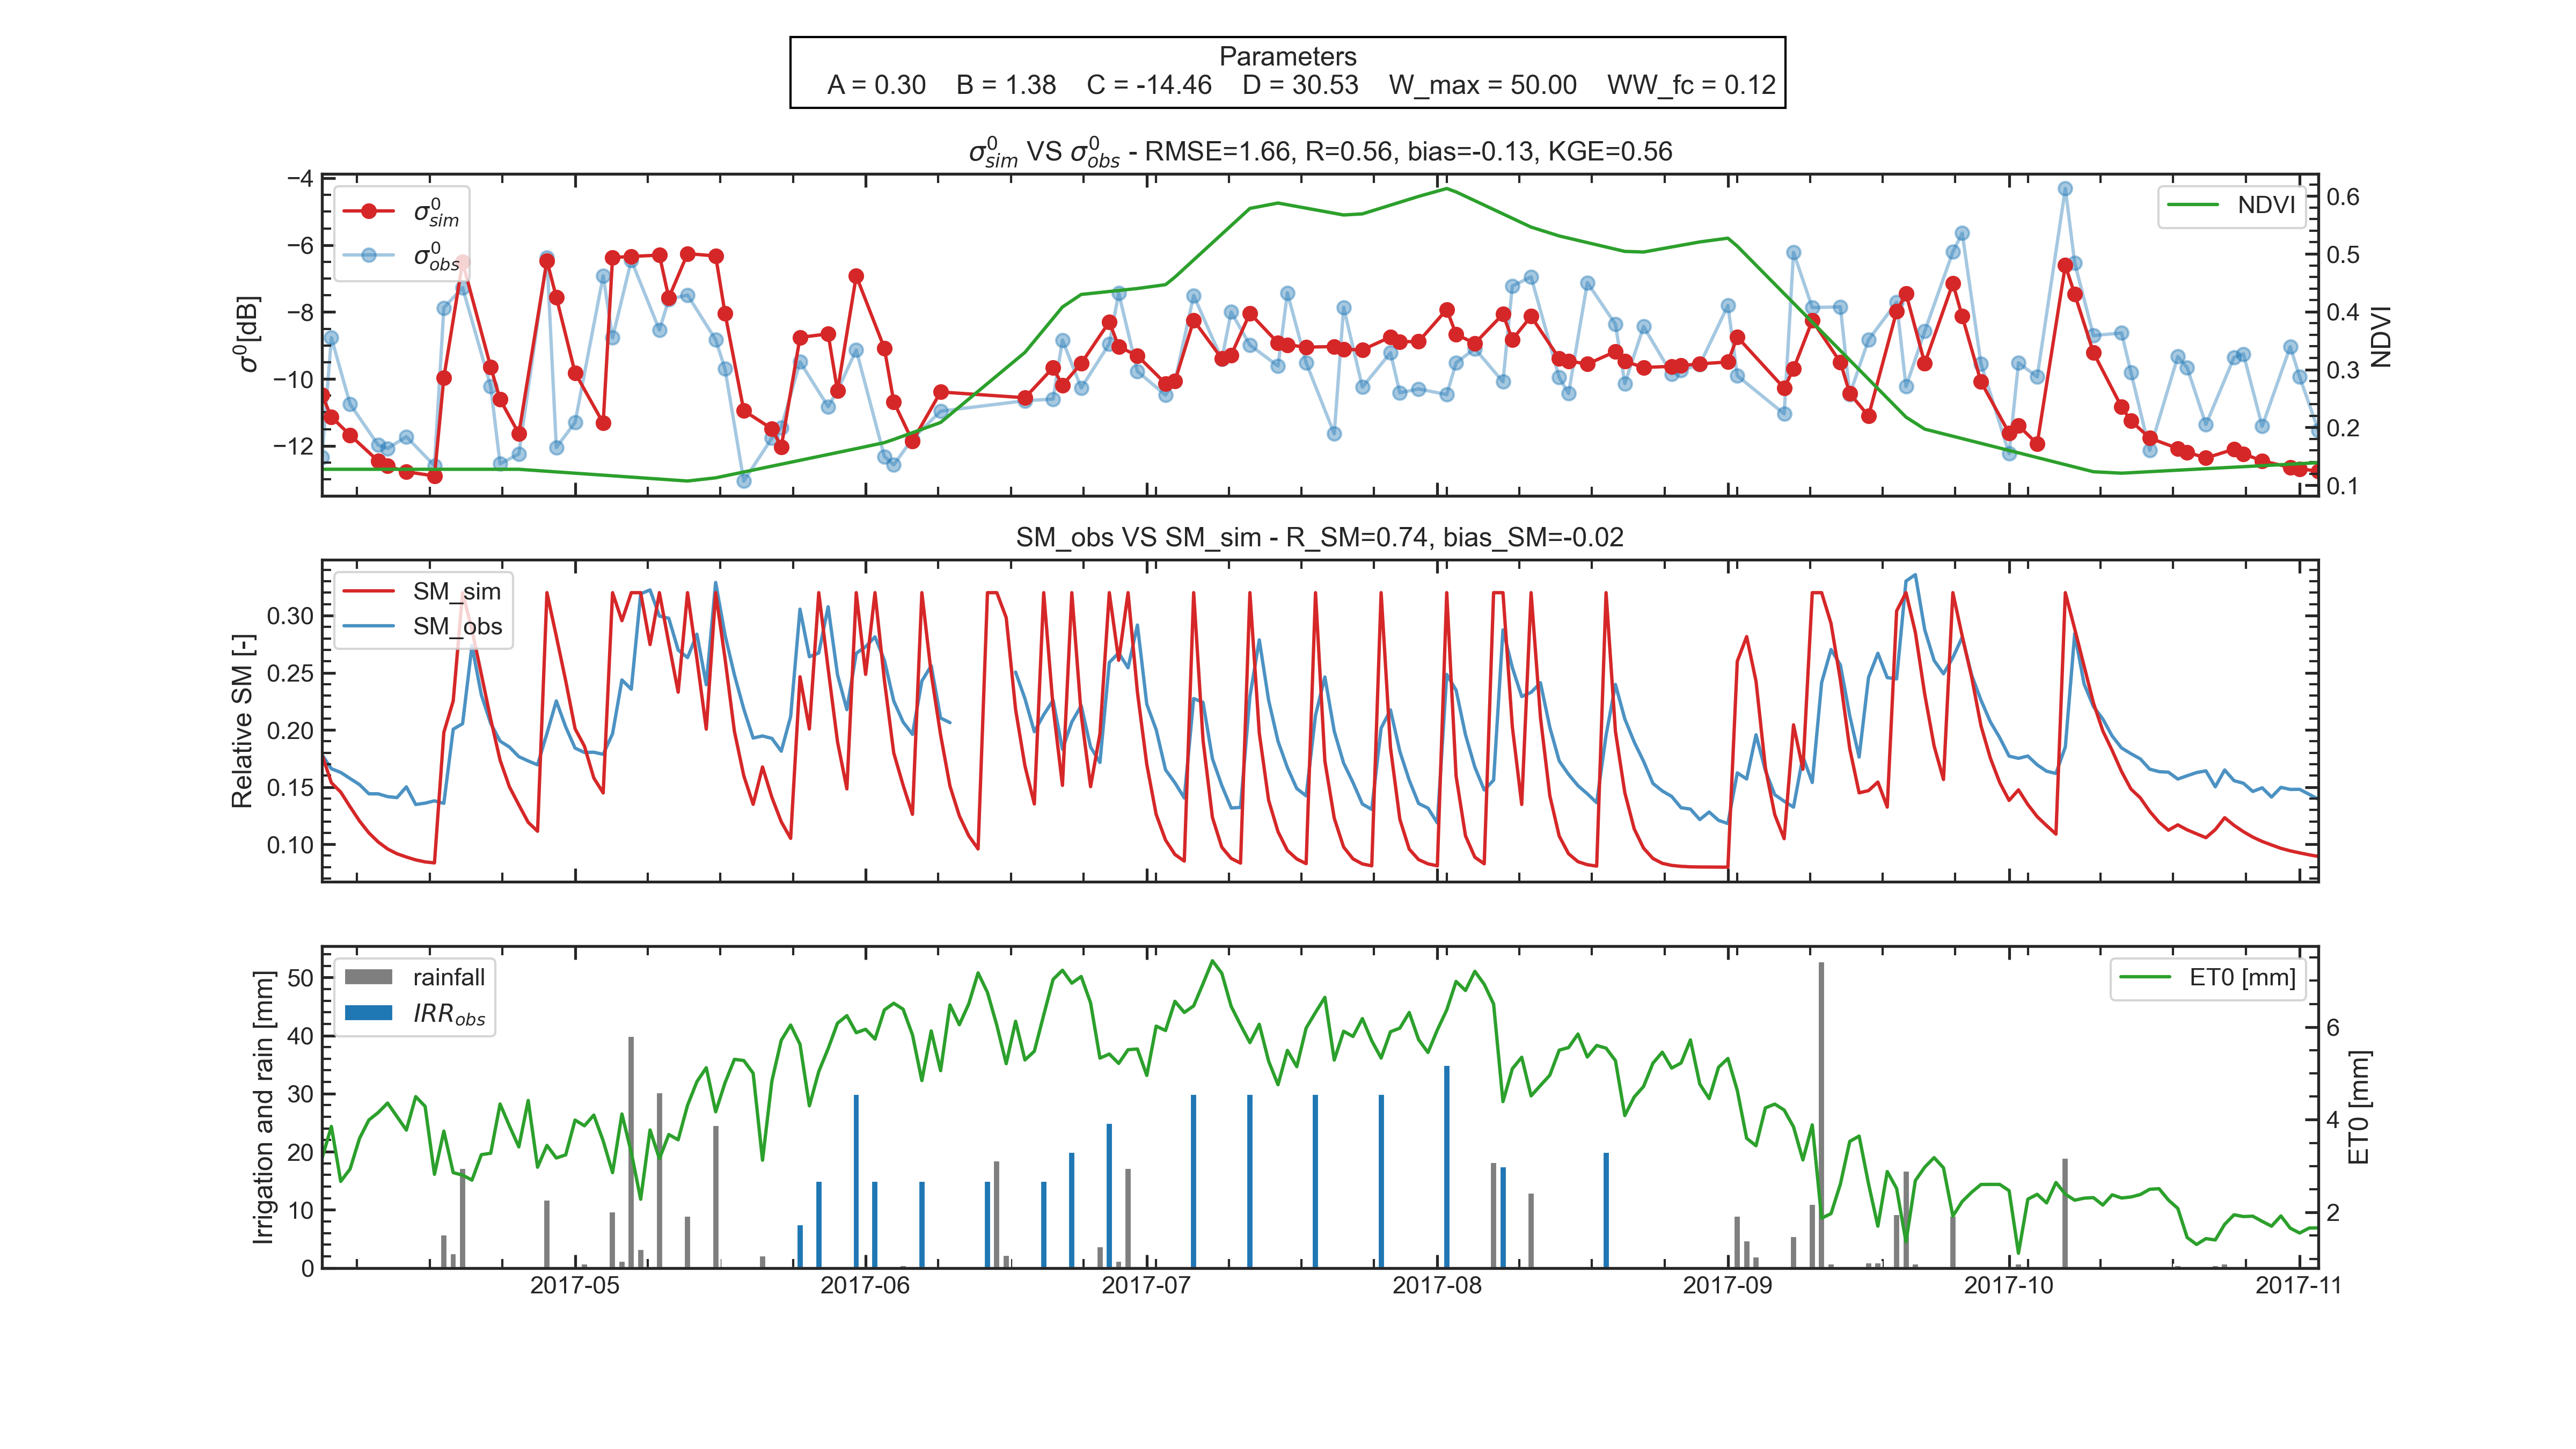 Parameters
A = 0.30 B = 1.38 C = -14.46 D = 30.53 W_max = 50.00 WW_fc = 0.12
σ⁰sim VS σ⁰obs - RMSE=1.66, R=0.56, bias=-0.13, KGE=0.56
σ⁰sim
σ⁰obs
NDVI
−4
−6
−8
−10
−12
σ⁰[dB]
0.6
0.5
0.4
0.3
0.2
0.1
NDVI
SM_obs VS SM_sim - R_SM=0.74, bias_SM=-0.02
SM_sim
SM_obs
0.30
0.25
0.20
0.15
0.10
Relative SM [-]
rainfall
IRRobs
ET0 [mm]
50
40
30
20
10
0
Irrigation and rain [mm]
6
4
2
ET0 [mm]
2017-05 2017-06 2017-07 2017-08 2017-09 2017-10 2017-11